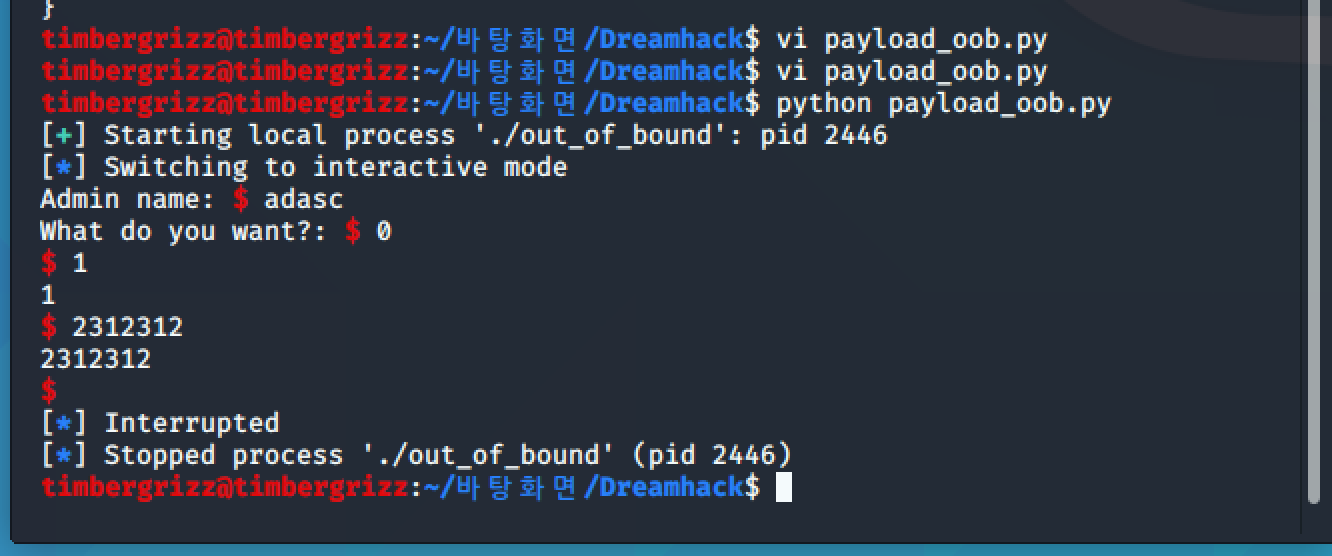 }
timbergrizz@timbergrizz:~/바탕화면/Dreamhack$ vi payload_oob.py
timbergrizz@timbergrizz:~/바탕화면/Dreamhack$ vi payload_oob.py
timbergrizz@timbergrizz:~/바탕화면/Dreamhack$ python payload_oob.py
[+] Starting local process './out_of_bound': pid 2446
[*] Switching to interactive mode
Admin name: $ adasc
What do you want?: $ 0
$ 1
1
$ 2312312
2312312
$
[*] Interrupted
[*] Stopped process './out_of_bound' (pid 2446)
timbergrizz@timbergrizz:~/바탕화면/Dreamhack$